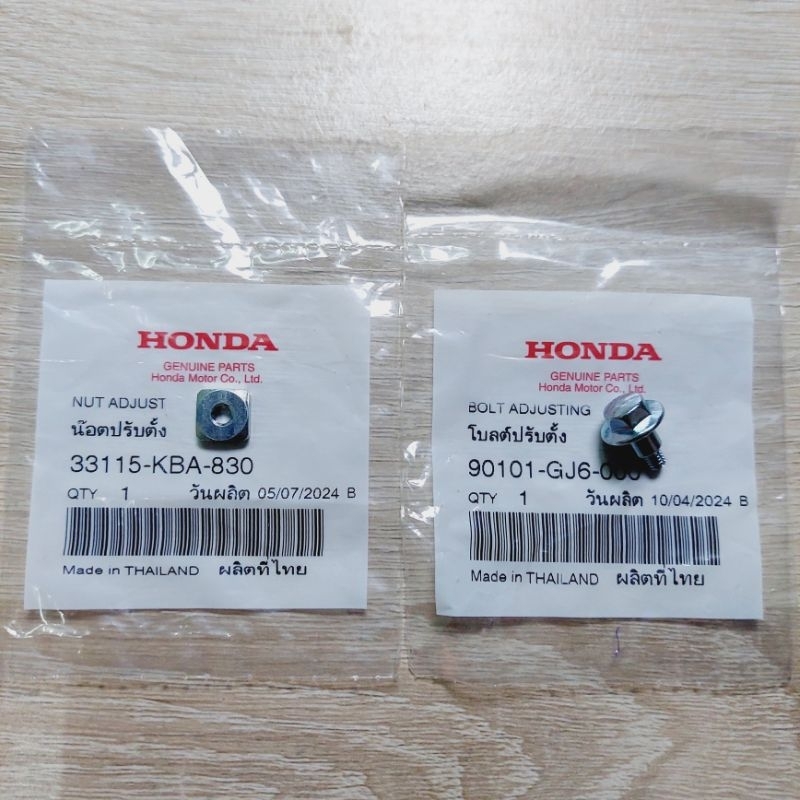 HONDA
GENUINE PARTS
Honda Motor Co., Ltd.
NUT ADJUST
น๊อตปรับตั้ง
33115-KBA-830
QTY 1 วันผลิต 05/07/2024 B
Made in THAILAND ผลิตที่ไทย
HONDA
GENUINE PARTS
Honda Motor Co., Ltd.
BOLT ADJUSTING
โบลต์ปรับตั้ง
90101-GJ6-
QTY 1 วันผลิต 10/04/2024 B
Made in THAILAND ผลิตที่ไทย